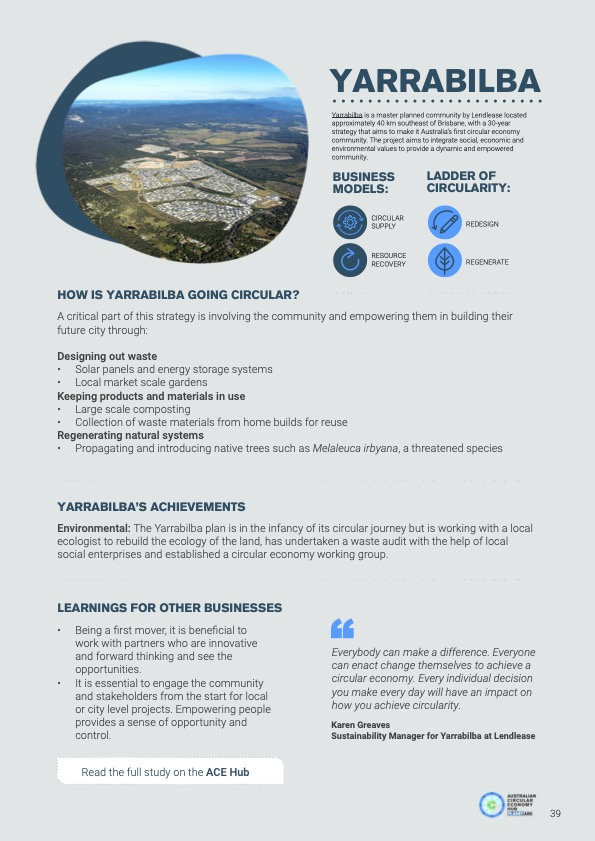 YARRABILBA
Yarrabilba is a master planned community by Lendlease located
approximately 40 km southeast of Brisbane, with a 30-year
strategy that aims to make it Australia's first circular economy
community. The project aims to integrate social, economic and
environmental values to provide a dynamic and empowered
community.
BUSINESS
MODELS:
CIRCULAR
SUPPLY
RESOURCE
RECOVERY
LADDER OF
CIRCULARITY:
REDESIGN
REGENERATE
HOW IS YARRABILBA GOING CIRCULAR?
A critical part of this strategy is involving the community and empowering them in building their
future city through:
Designing out waste
• Solar panels and energy storage systems
• Local market scale gardens
Keeping products and materials in use
• Large scale composting
• Collection of waste materials from home builds for reuse
Regenerating natural systems
• Propagating and introducing native trees such as Melaleuca irbyana, a threatened species
YARRABILBA'S ACHIEVEMENTS
Environmental: The Yarrabilba plan is in the infancy of its circular journey but is working with a local
ecologist to rebuild the ecology of the land, has undertaken a waste audit with the help of local
social enterprises and established a circular economy working group.
LEARNINGS FOR OTHER BUSINESSES
• Being a first mover, it is beneficial to
work with partners who are innovative
and forward thinking and see the
opportunities.
• It is essential to engage the community
and stakeholders from the start for local
or city level projects. Empowering people
provides a sense of opportunity and
control.
Read the full study on the ACE Hub
Everybody can make a difference. Everyone
can enact change themselves to achieve a
circular economy. Every individual decision
you make every day will have an impact on
how you achieve circularity.
Karen Greaves
Sustainability Manager for Yarrabilba at Lendlease
AUSTRALIAN
CIRCULAR
ECONOMY
HUB
PLANET ARK
39